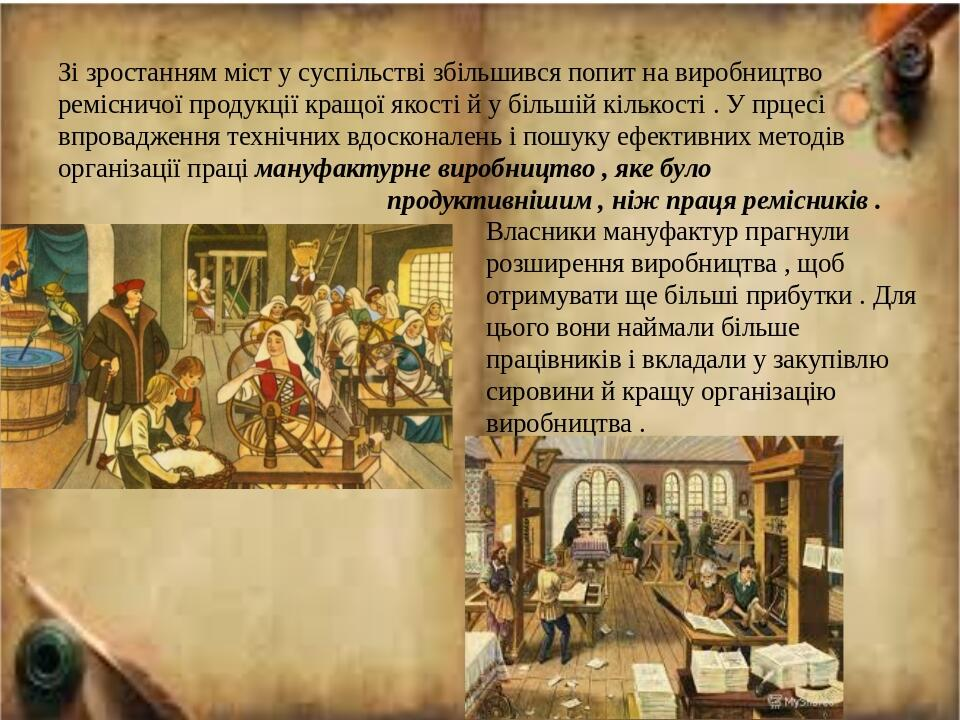 Зі зростанням міст у суспільстві збільшився попит на виробництво
ремісничої продукції кращої якості й у більшій кількості . У прцесі
впровадження технічних вдосконалень і пошуку ефективних методів
організації праці мануфактурне виробництво , яке було
продуктивнішим , ніж праця ремісників .
Власники мануфактур прагнули
розширення виробництва , щоб
отримувати ще більші прибутки . Для
цього вони наймали більше
працівників і вкладали у закупівлю
сировини й кращу організацію
виробництва .
MyShared